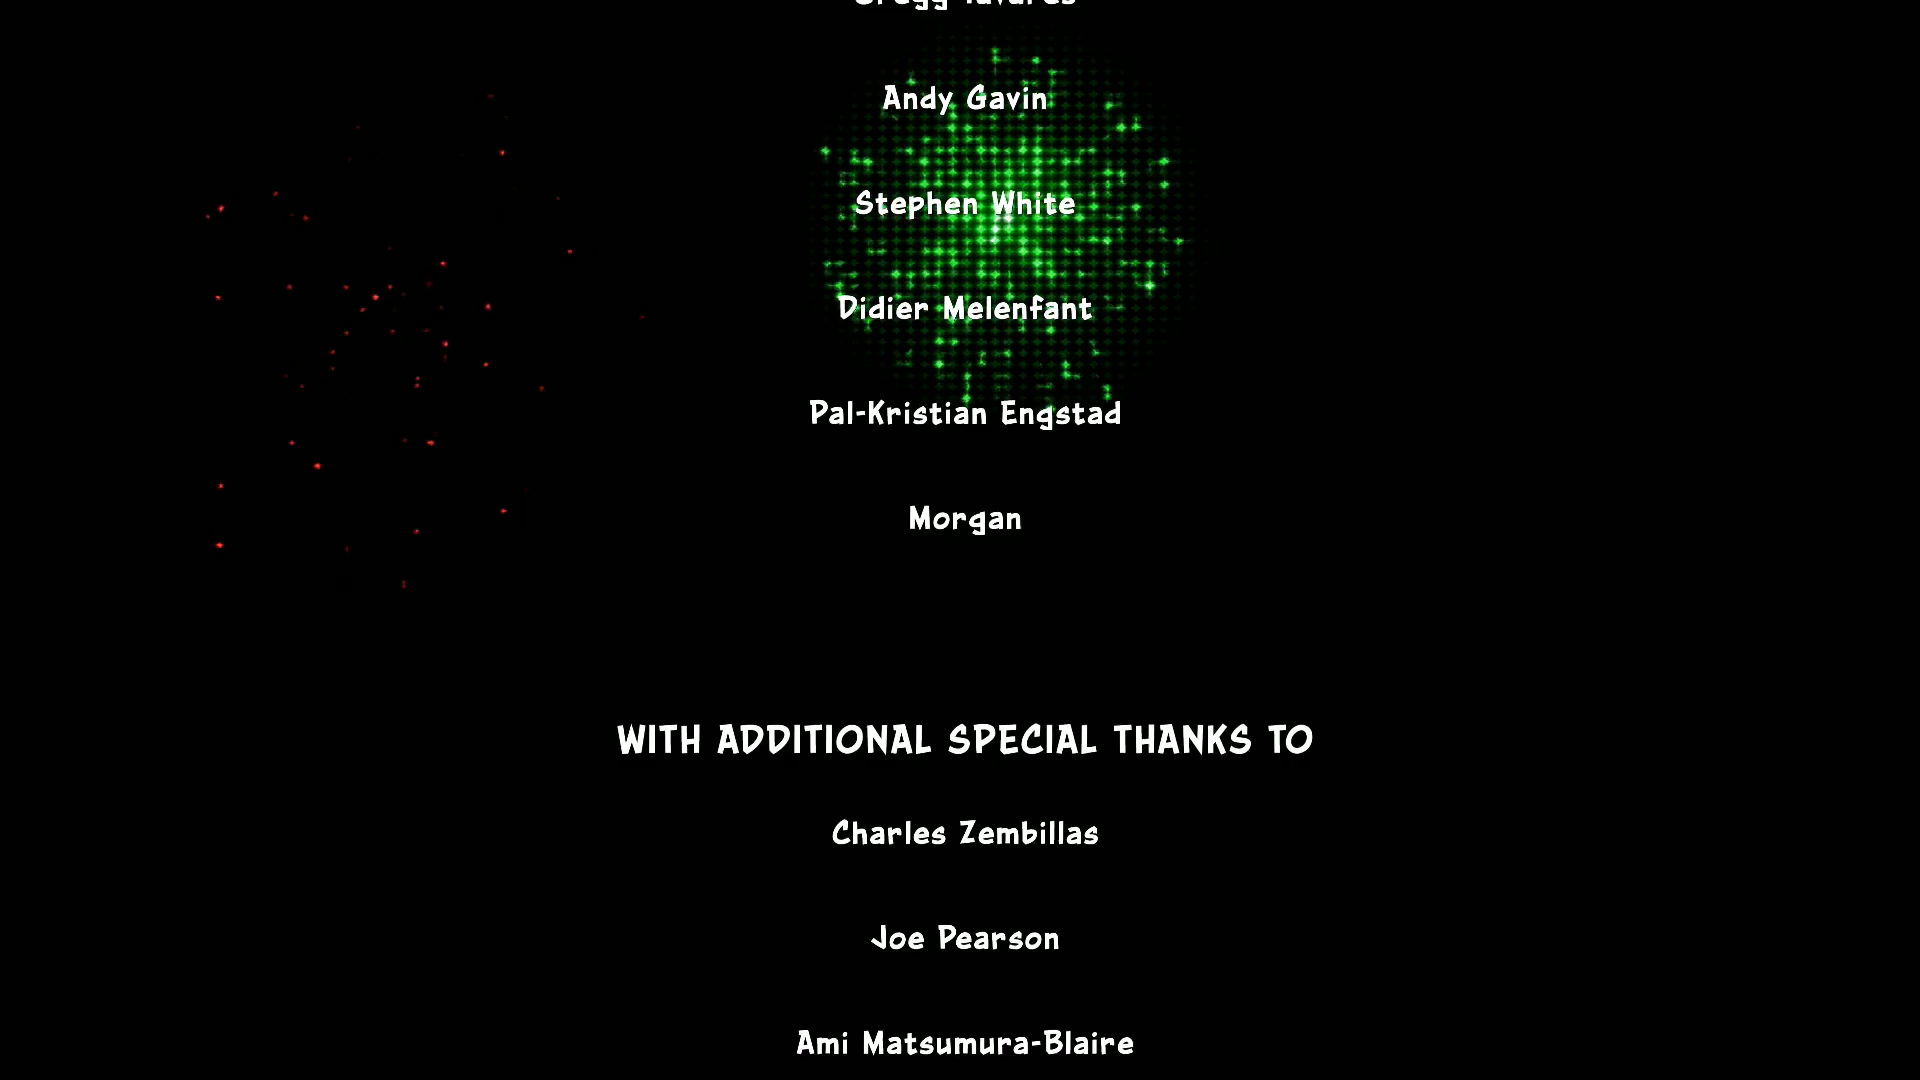 Andy Gavin
Stephen White
Didier Melenfant
Pal-Kristian Engstad
Morgan
WITH ADDITIONAL SPECIAL THANKS TO
Charles Zembillas
Joe Pearson
Ami Matsumura-Blaire